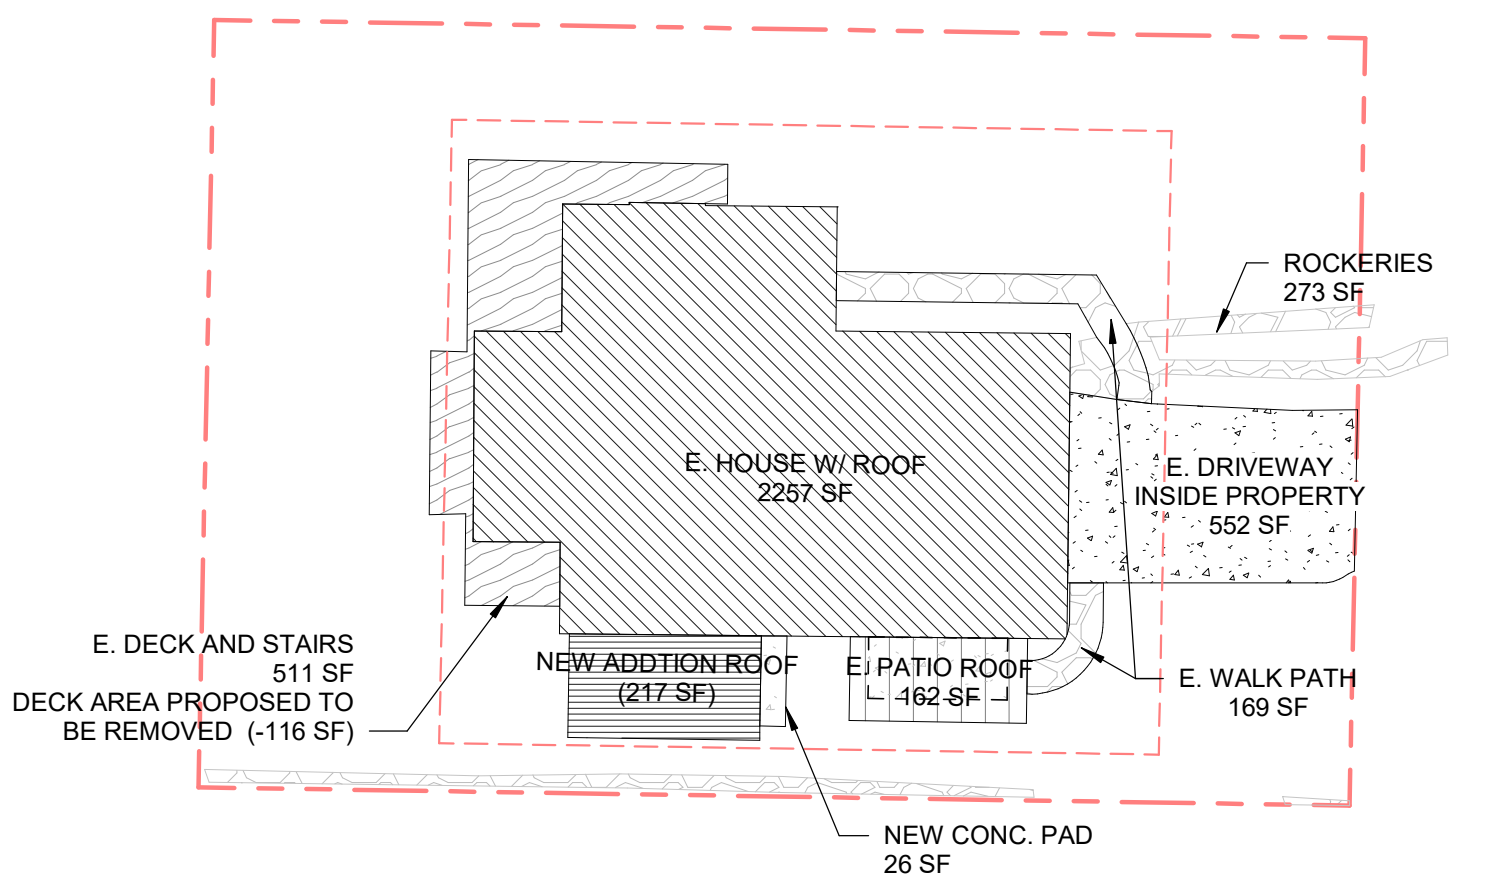 ROCKERIES
273 SF
E. HOUSE W/ ROOF
2257 SF
E. DRIVEWAY
INSIDE PROPERTY
552 SF
E. DECK AND STAIRS
511 SF
DECK AREA PROPOSED TO
BE REMOVED (-116 SF)
NEW ADDTION ROOF
(217 SF)
E. PATIO ROOF
162 SF
E. WALK PATH
169 SF
NEW CONC. PAD
26 SF